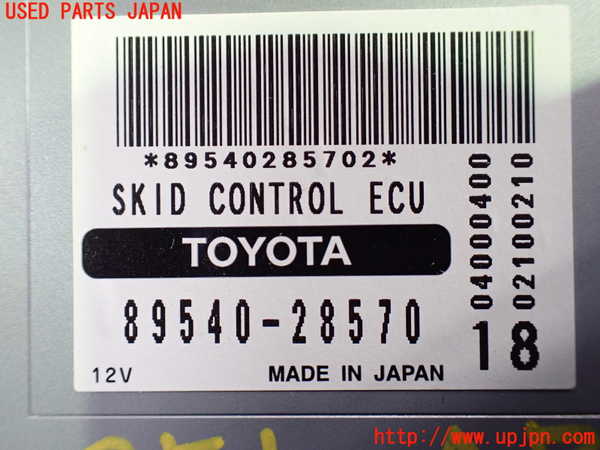 USED PARTS JAPAN
*89540285702*
SKID CONTROL ECU
TOYOTA
89540-28570
12V
MADE IN JAPAN
04000400
02100210
18
http://www.upjpn.com/